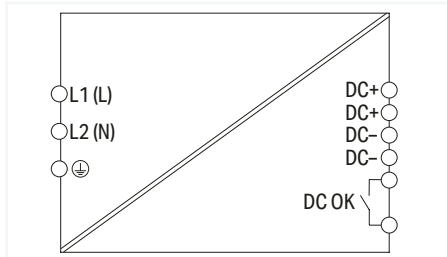 L1 (L)
L2 (N)
DC+
DC+
DC–
DC–
DC OK